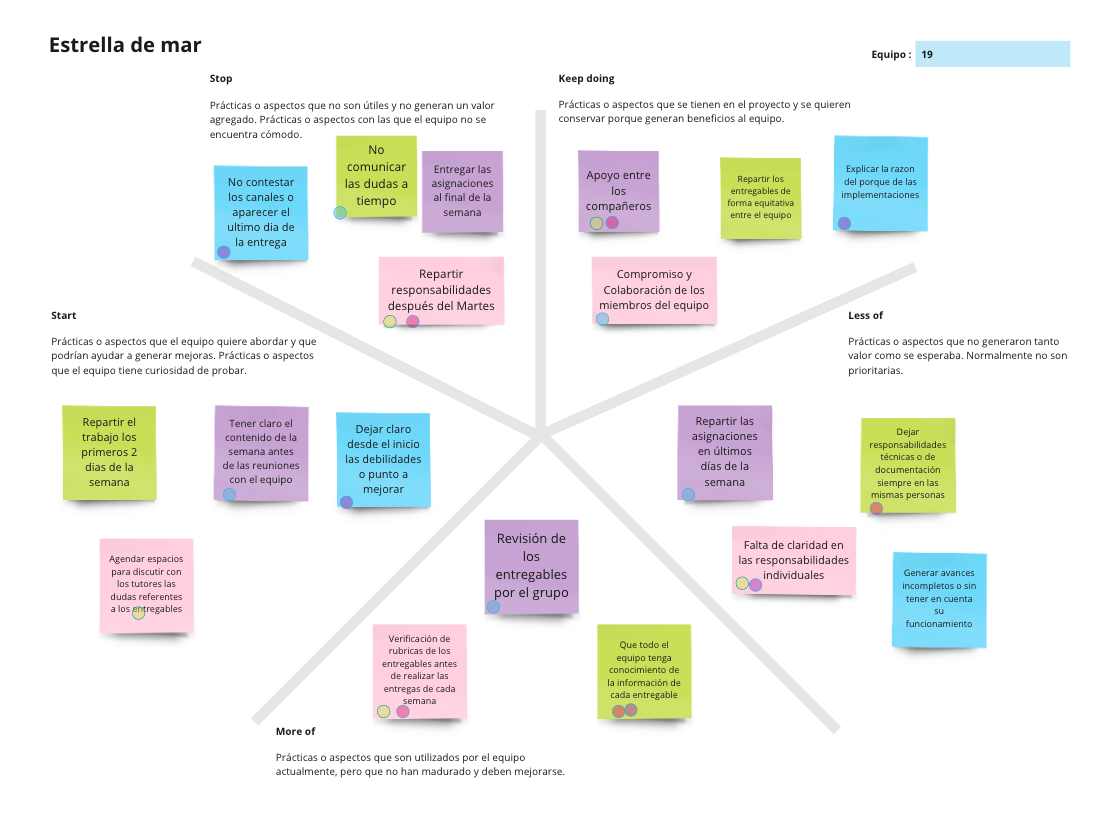 Estrella de mar
Equipo :
19
Stop
Prácticas o aspectos que no son útiles y no generan un valor
agregado. Prácticas o aspectos con las que el equipo no se
encuentra cómodo.
No contestar
los canales o
aparecer el
ultimo dia de
la entrega
No
comunicar
las dudas a
tiempo
Entregar las
asignaciones
al final de la
semana
Repartir
responsabilidades
después del Martes
Keep doing
Prácticas o aspectos que se tienen en el proyecto y se quieren
conservar porque generan beneficios al equipo.
Apoyo entre
los
compañeros
Repartir los
entregables de
forma equitativa
entre el equipo
Explicar la razon
del porque de las
implementaciones
Compromiso y
Colaboración de los
miembros del equipo
Start
Prácticas o aspectos que el equipo quiere abordar y que
podrían ayudar a generar mejoras. Prácticas o aspectos
que el equipo tiene curiosidad de probar.
Repartir el
trabajo los
primeros 2
dias de la
semana
Tener claro el
contenido de la
semana antes
de las reuniones
con el equipo
Dejar claro
desde el inicio
las debilidades
o punto a
mejorar
Agendar espacios
para discutir con
los tutores las
dudas referentes
a los entregables
Less of
Prácticas o aspectos que no generaron tanto
valor como se esperaba. Normalmente no son
prioritarias.
Repartir las
asignaciones
en últimos
días de la
semana
Dejar
responsabilidades
técnicas o de
documentación
siempre en las
mismas personas
Falta de claridad en
las responsabilidades
individuales
Generar avances
incompletos o sin
tener en cuenta
su
funcionamiento
Revisión de
los
entregables
por el grupo
Verificación de
rubricas de los
entregables antes
de realizar las
entregas de cada
semana
Que todo el
equipo tenga
conocimiento de
la información de
cada entregable
More of
Prácticas o aspectos que son utilizados por el equipo
actualmente, pero que no han madurado y deben mejorarse.